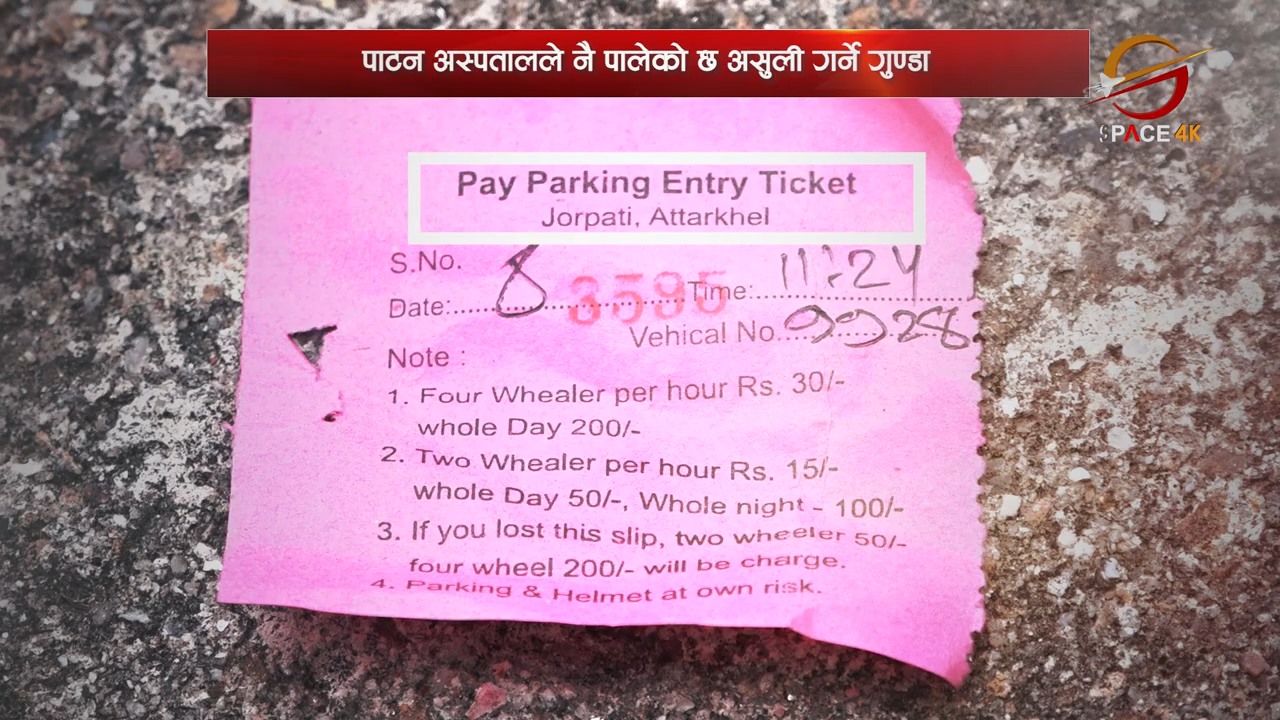 पाटन अस्पतालले नै पालेको छ असुली गर्ने गुण्डा
SPACE 4K
Pay Parking Entry Ticket
Jorpati, Attarkhel
S.No. 3595
Date:.....8.....Time:.....11:24
Vehical No.....9928
Note :
1. Four Whealer per hour Rs. 30/-
whole Day 200/-
2. Two Whealer per hour Rs. 15/-
whole Day 50/-, Whole night - 100/-
3. If you lost this slip, two wheeler 50/-
four wheel 200/- will be charge.
4. Parking & Helmet at own risk.